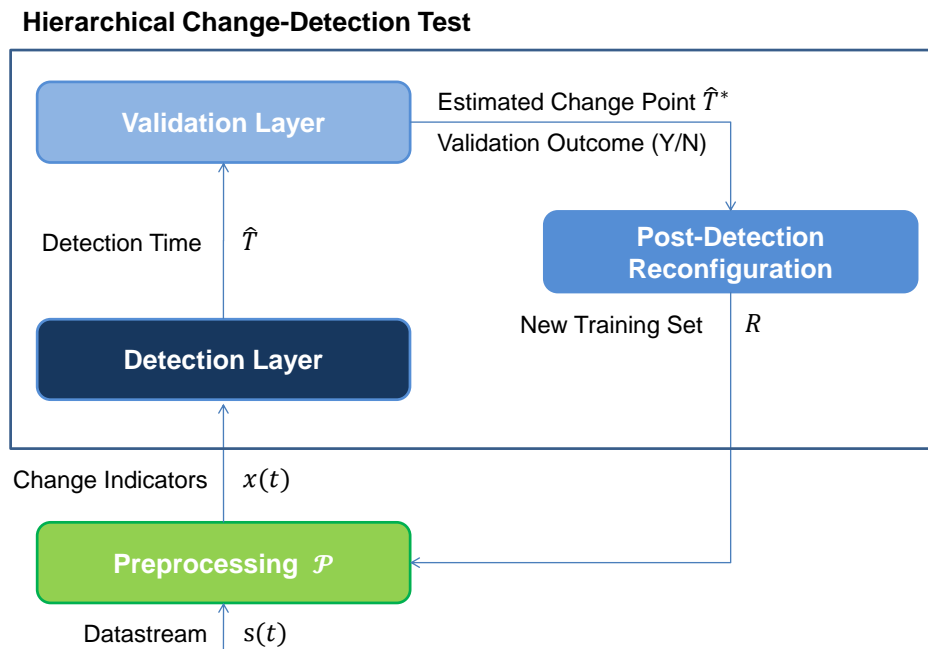 Hierarchical Change-Detection Test
Validation Layer
Estimated Change Point T̂*
Validation Outcome (Y/N)
Detection Time T̂
Post-Detection
Reconfiguration
New Training Set R
Detection Layer
Change Indicators x(t)
Preprocessing 𝒫
Datastream s(t)